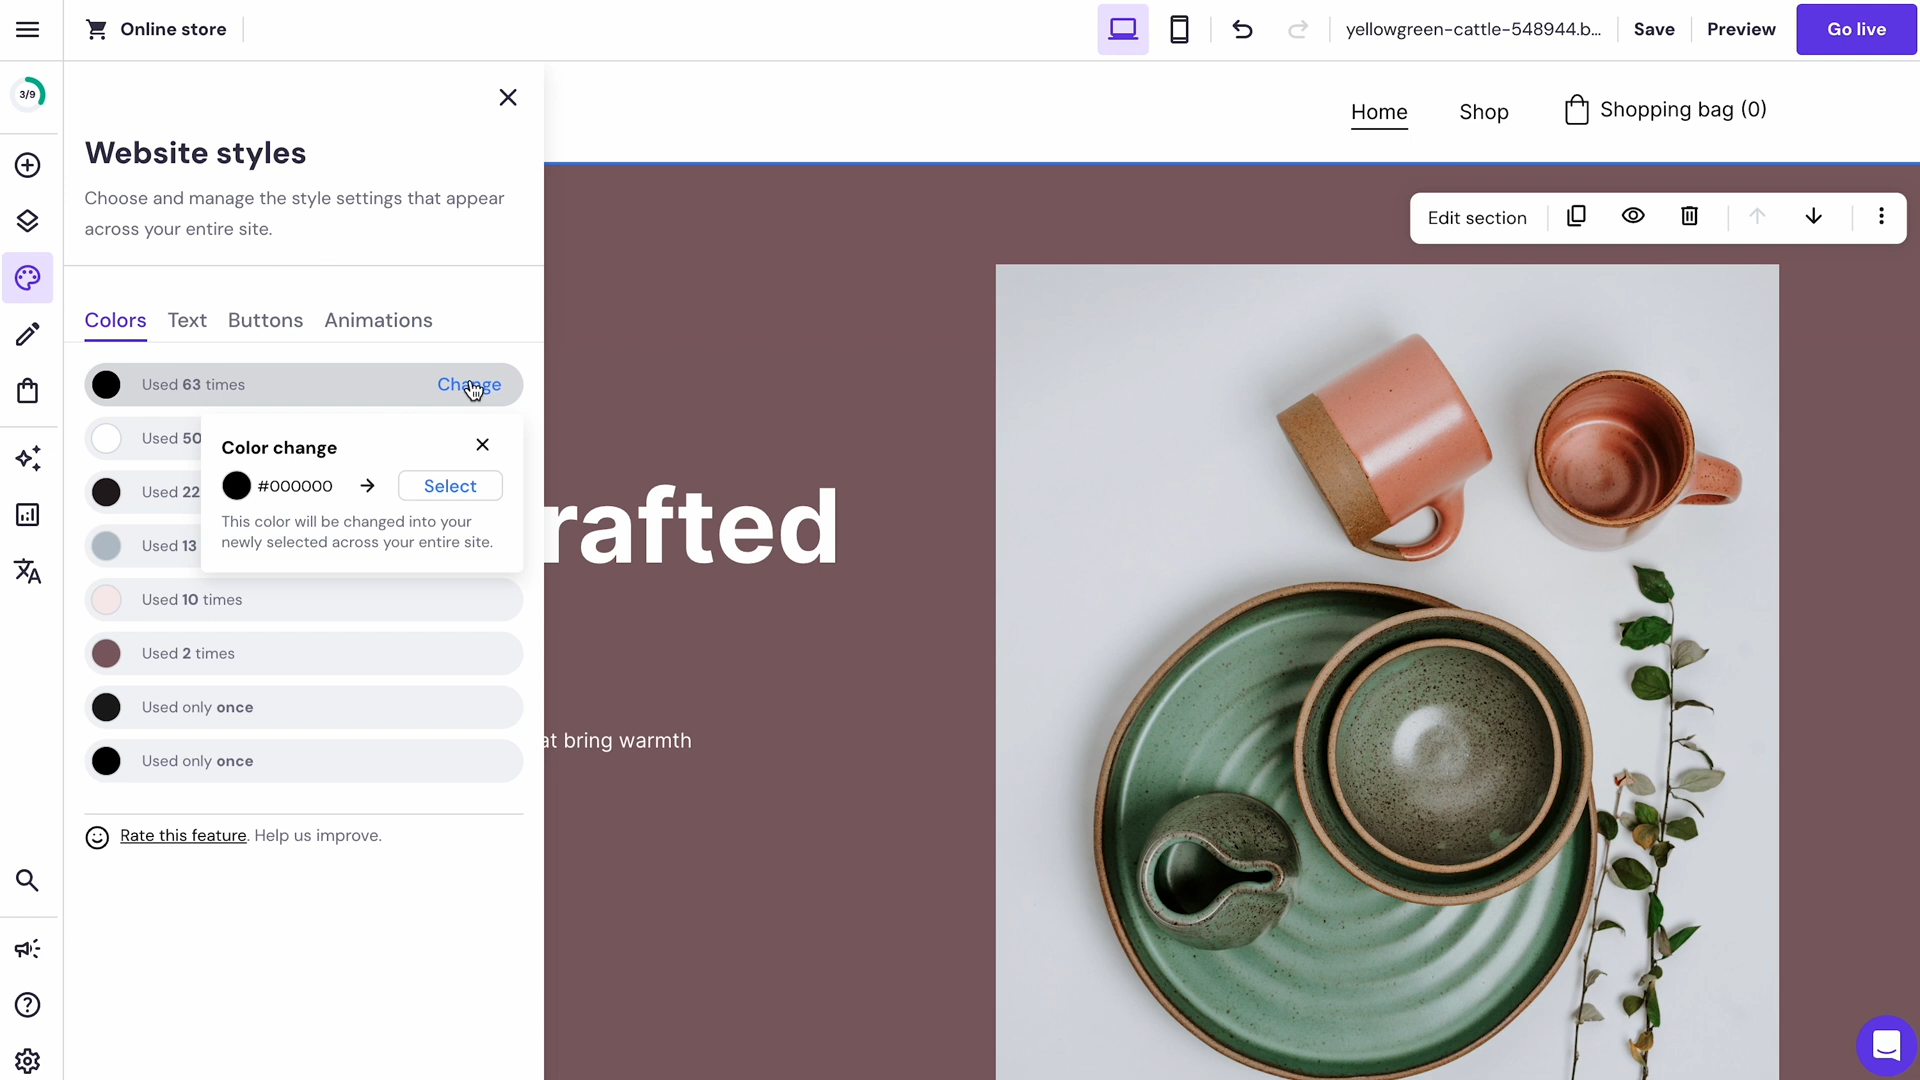 Online store
yellowgreen-cattle-548944.b...
Save
Preview
Go live
3/9
Website styles
Choose and manage the style settings that appear
across your entire site.
Colors
Text
Buttons
Animations
Used 63 times
Change
Used 50
Used 22
Used 13
Color change
#000000
Select
This color will be changed into your
newly selected across your entire site.
Used 10 times
Used 2 times
Used only once
Used only once
Rate this feature. Help us improve.
Home
Shop
Shopping bag (0)
Edit section
rafted
at bring warmth